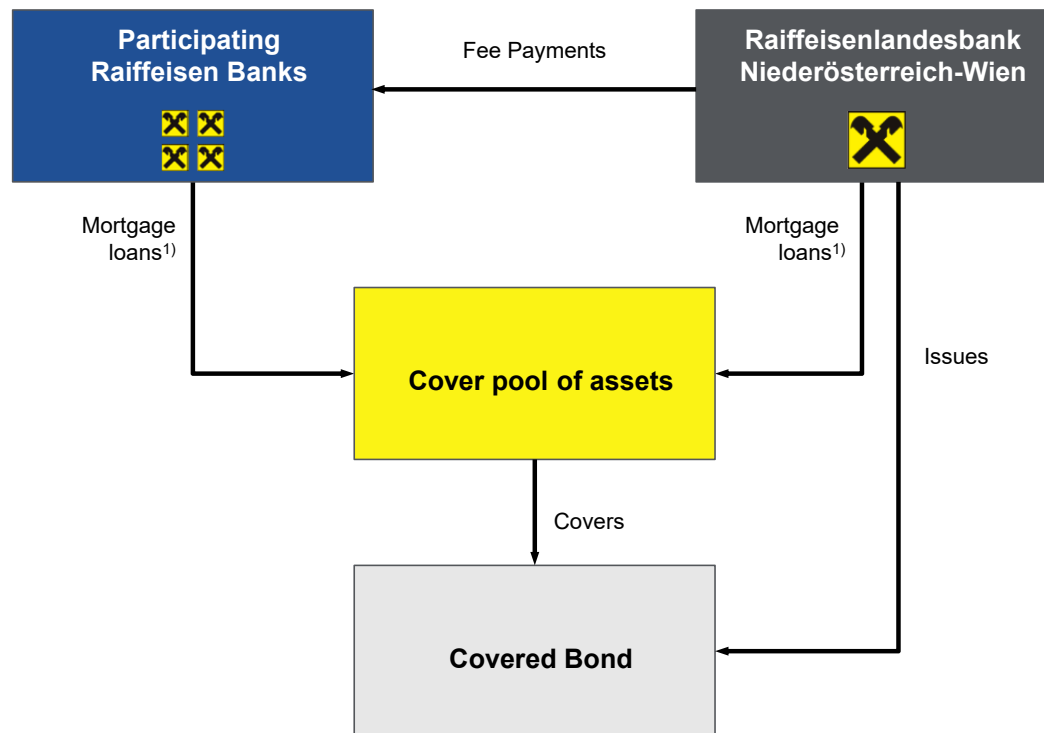 Participating
Raiffeisen Banks
Fee Payments
Raiffeisenlandesbank
Niederösterreich-Wien
Mortgage
loans1)
Mortgage
loans1)
Issues
Cover pool of assets
Covers
Covered Bond